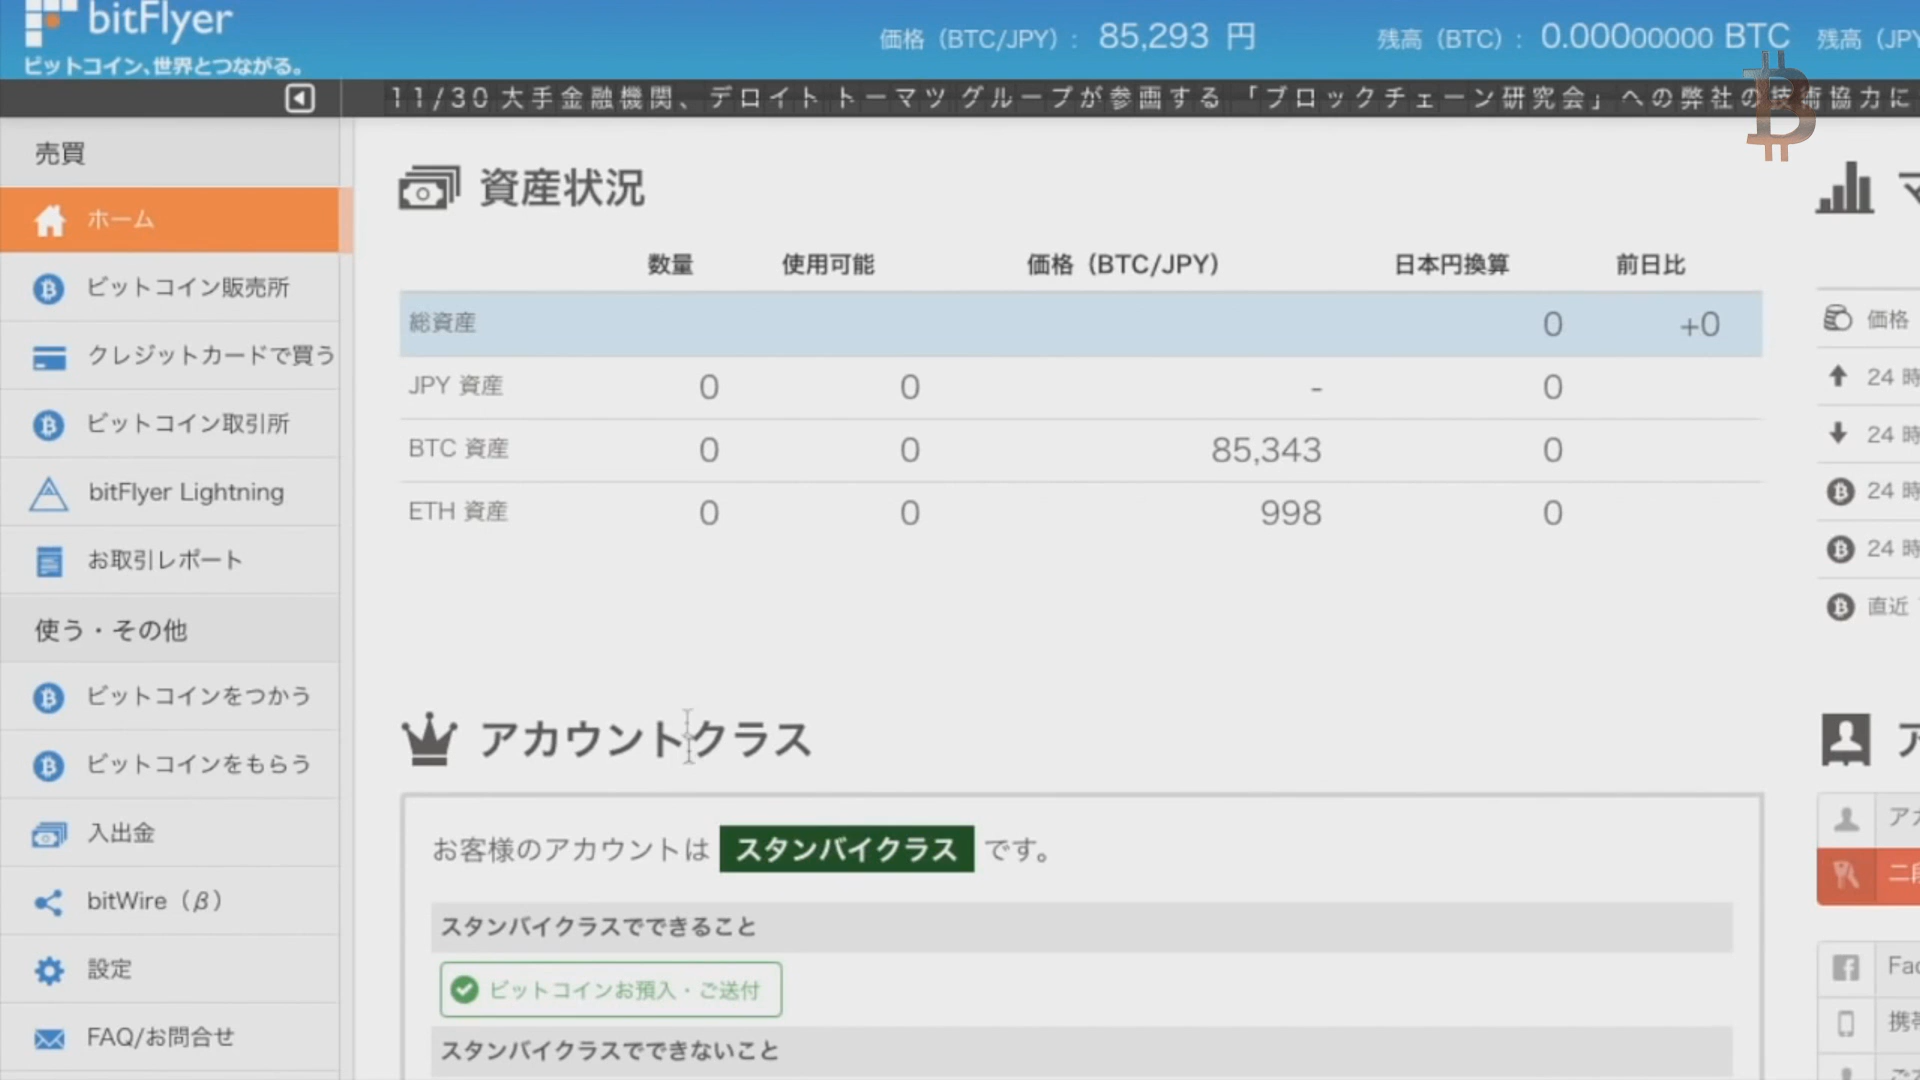 bitFlyer
ビットコイン、世界とつながる。
価格（BTC/JPY）: 85,293 円
残高（BTC）: 0.00000000 BTC
残高（JPY
11/30 大手金融機関、デロイト トーマツ グループが参画する「ブロックチェーン研究会」への弊社の技術協力に
売買
ホーム
ビットコイン販売所
クレジットカードで買う
ビットコイン取引所
bitFlyer Lightning
お取引レポート
使う・その他
ビットコインをつかう
ビットコインをもらう
入出金
bitWire（β）
設定
FAQ/お問合せ
資産状況
数量 使用可能 価格（BTC/JPY） 日本円換算 前日比
総資産 0 +0
JPY 資産 0 0 - 0
BTC 資産 0 0 85,343 0
ETH 資産 0 0 998 0
アカウントクラス
お客様のアカウントは スタンバイクラス です。
スタンバイクラスでできること
ビットコインお預入・ご送付
スタンバイクラスでできないこと
マ
価格
24 時
24 時
24 時
24 時
直近
ア
アカ
二段
Fac
携帯